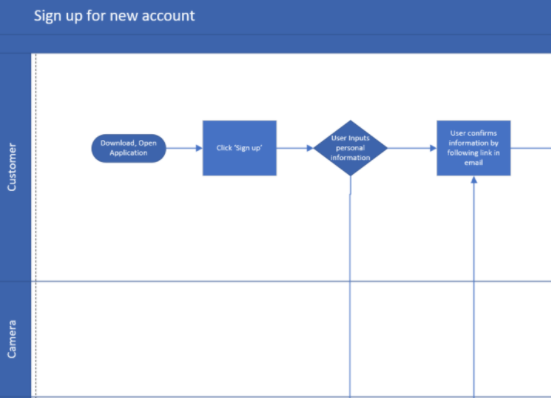 Sign up for new account
Customer
Download, Open
Application
Click 'Sign up'
User Inputs
personal
information
User confirms
information by
following link in
email
Camera